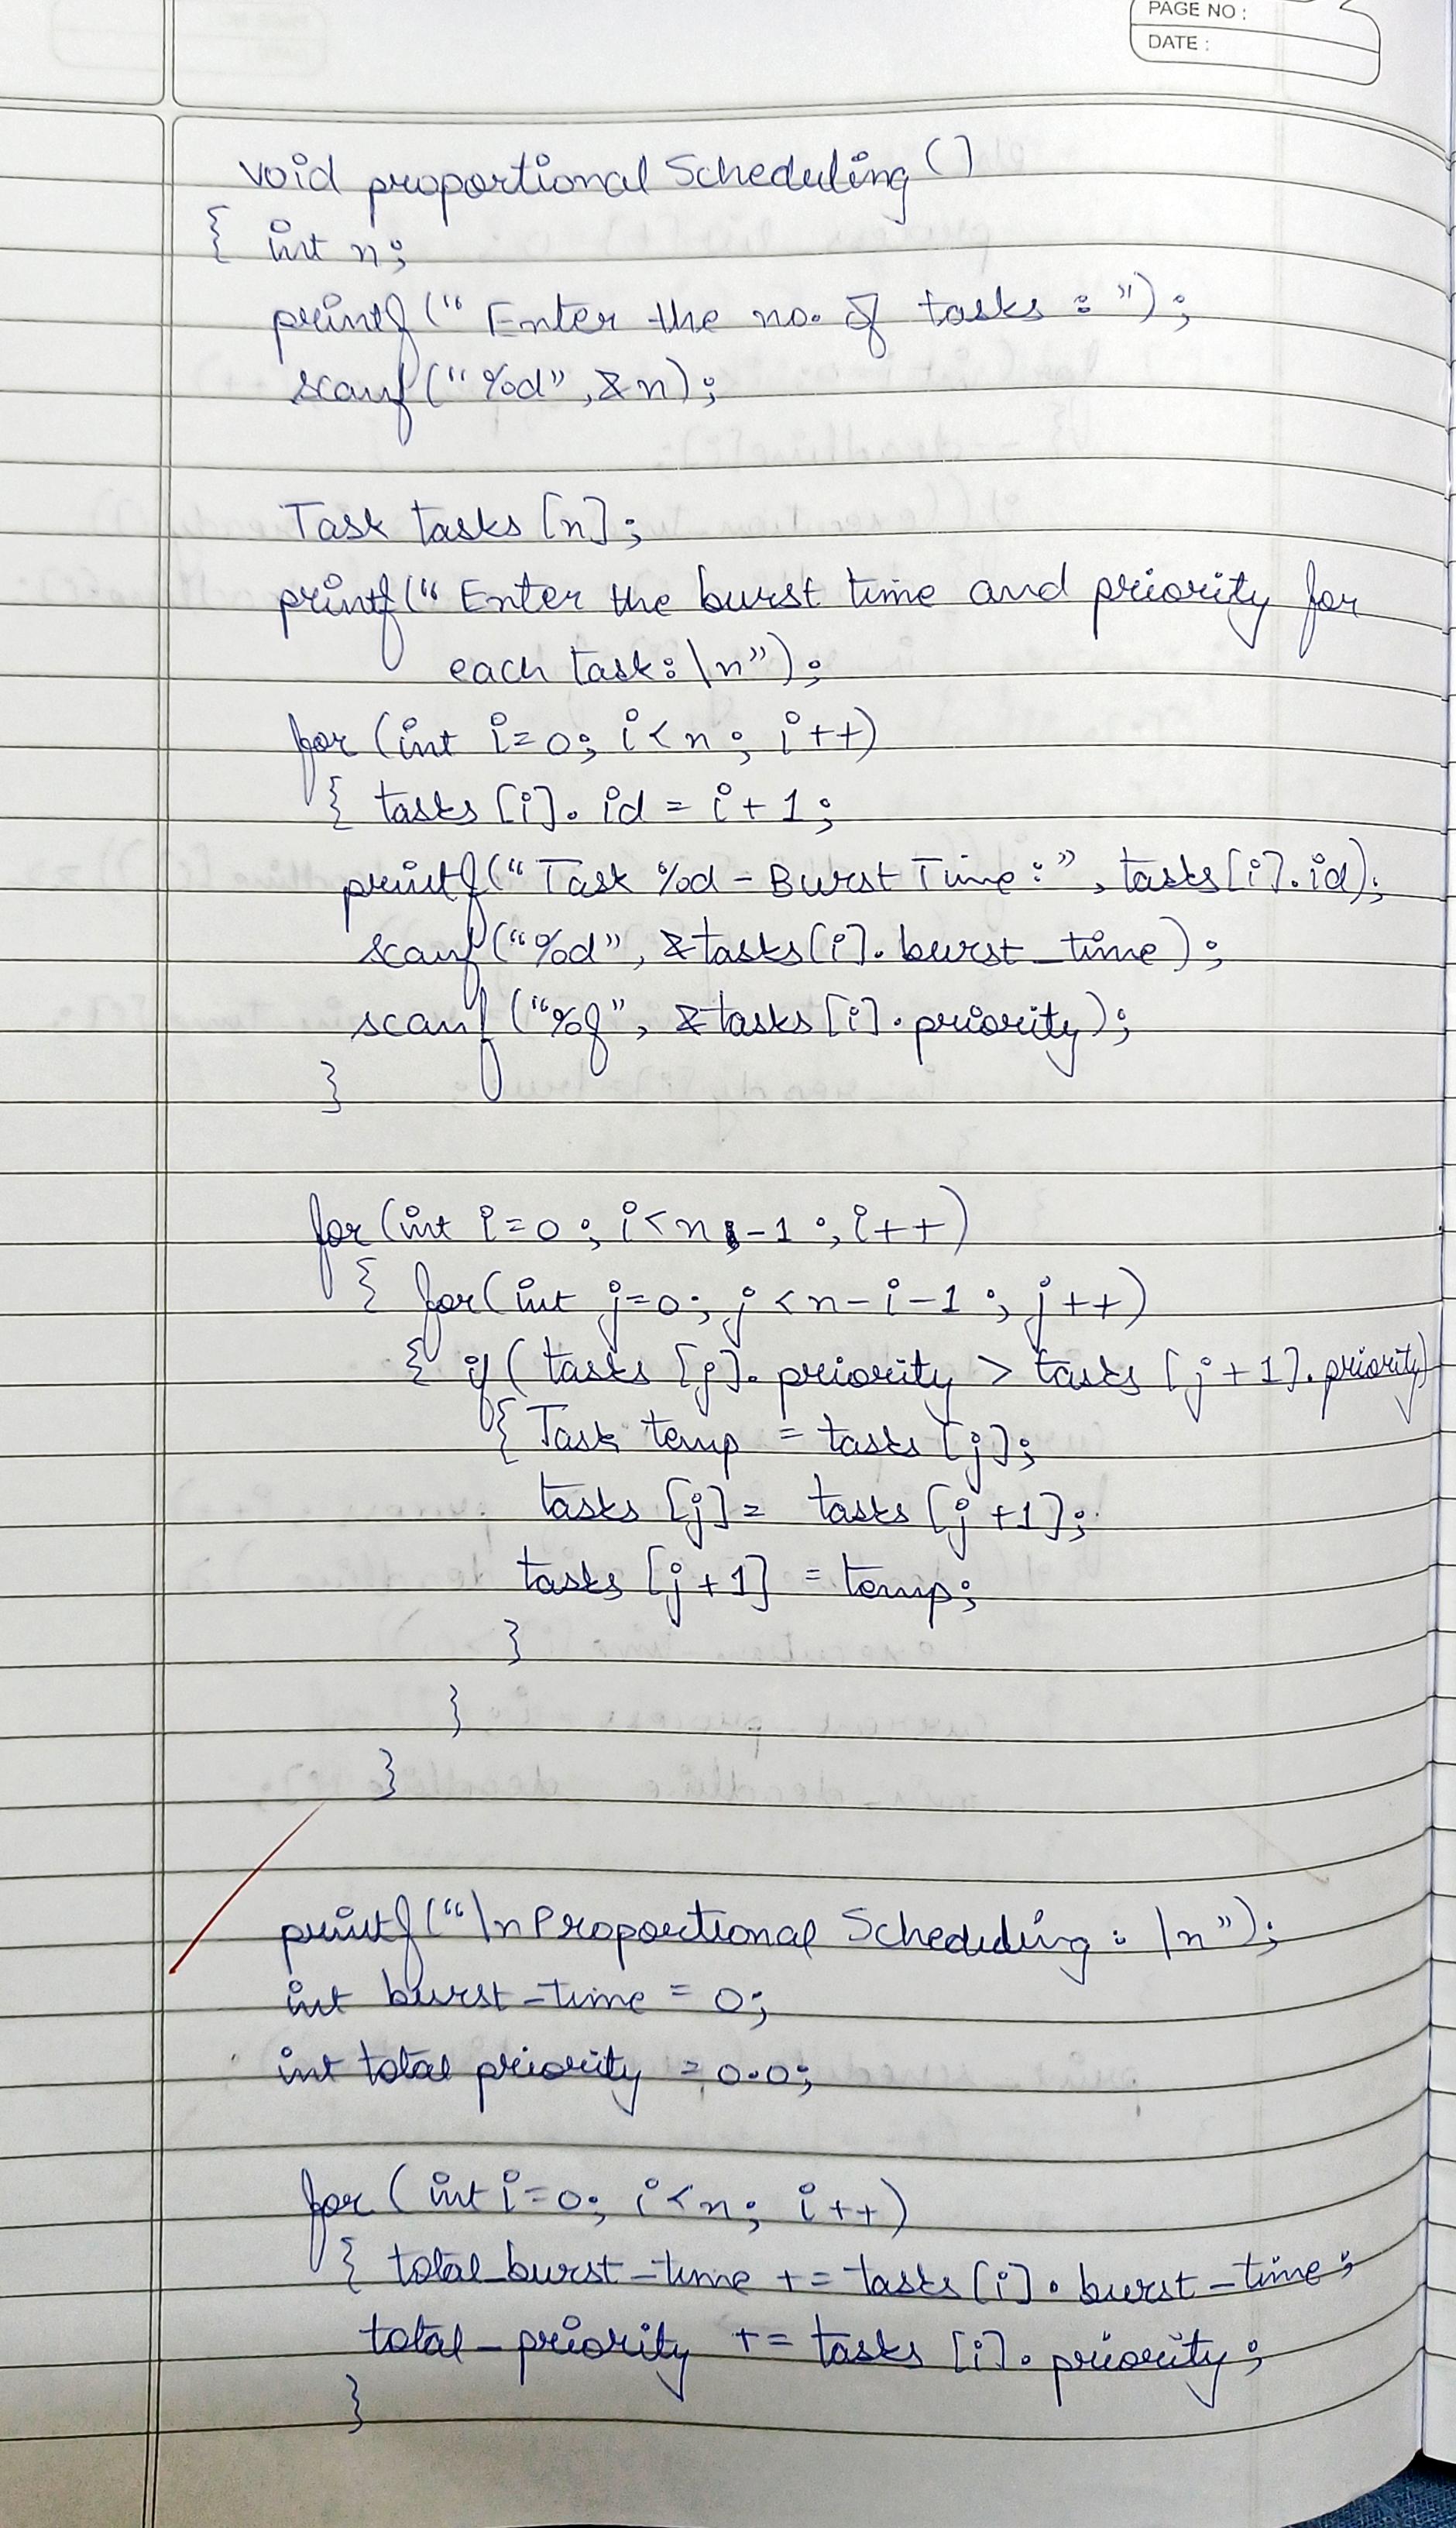 PAGE NO :
DATE :
void proportional Scheduling()
{ int n;
printf(" Enter the no. of tasks : ");
scanf("%d", &n);
Task tasks [n];
printf(" Enter the burst time and priority for
each task: \n");
for (int i=0; i<n; i++)
{ tasks [i]. id = i+1;
printf(" Task %d - Burst Time : ", tasks[i].id);
scanf("%d", &tasks[i]. burst_time);
scanf("%f", &tasks [i]. priority);
}
for(int i=0; i<n-1; i++)
{ for(int j=0; j<n-i-1; j++)
{ if( tasks [j]. priority > tasks [j+1]. priority)
{ Task temp = tasks [j];
tasks [j] = tasks [j+1];
tasks [j+1] = temp;
}
}
}
printf("\nProportional Scheduling : \n");
int burst-time = 0;
int total priority = 0.0;
for ( int i=0; i<n; i++)
{ total_burst-time += tasks[i]. burst-time;
total-priority += tasks [i]. priority;
}